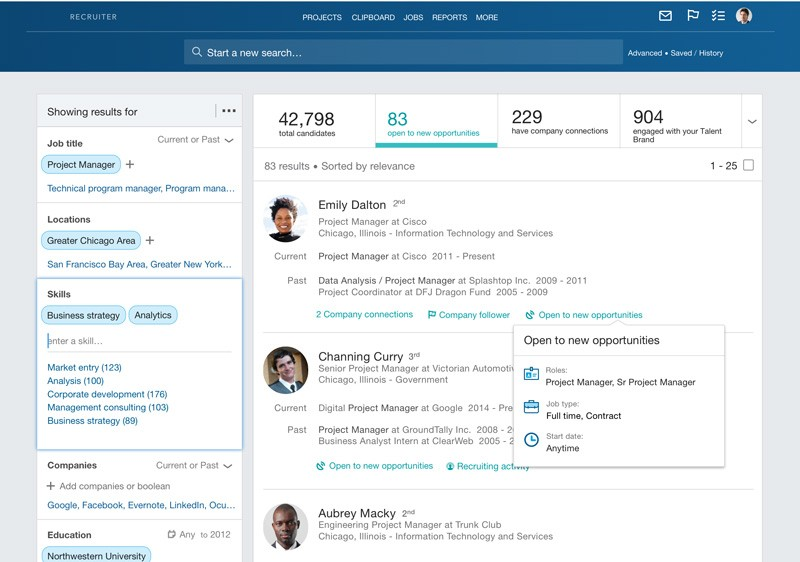 RECRUITER
PROJECTS CLIPBOARD JOBS REPORTS MORE
Start a new search…
Advanced • Saved / History
Showing results for
Job title
Current or Past
Project Manager +
Technical program manager, Program mana…
Locations
Greater Chicago Area +
San Francisco Bay Area, Greater New York…
Skills
Business strategy Analytics
enter a skill…
Market entry (123)
Analysis (100)
Corporate development (176)
Management consulting (103)
Business strategy (89)
Companies
Current or Past
+ Add companies or boolean
Google, Facebook, Evernote, LinkedIn, Ocu…
Education
Any to 2012
Northwestern University
42,798
total candidates
83
open to new opportunities
229
have company connections
904
engaged with your Talent
Brand
83 results • Sorted by relevance
1 - 25
Emily Dalton 2nd
Project Manager at Cisco
Chicago, Illinois - Information Technology and Services
Current Project Manager at Cisco 2011 - Present
Past Data Analysis / Project Manager at Splashtop Inc. 2009 - 2011
Project Coordinator at DFJ Dragon Fund 2005 - 2009
2 Company connections Company follower Open to new opportunities
Open to new opportunities
Roles:
Project Manager, Sr Project Manager
Job type:
Full time, Contract
Start date:
Anytime
Channing Curry 3rd
Senior Project Manager at Victorian Automotiv
Chicago, Illinois - Government
Current Digital Project Manager at Google 2014 - Pre
Past Project Manager at GroundTally Inc. 2008 - 20
Business Analyst Intern at ClearWeb 2005 - 2
Open to new opportunities Recruiting activity
Aubrey Macky 2nd
Engineering Project Manager at Trunk Club
Chicago, Illinois - Information Technology and Services